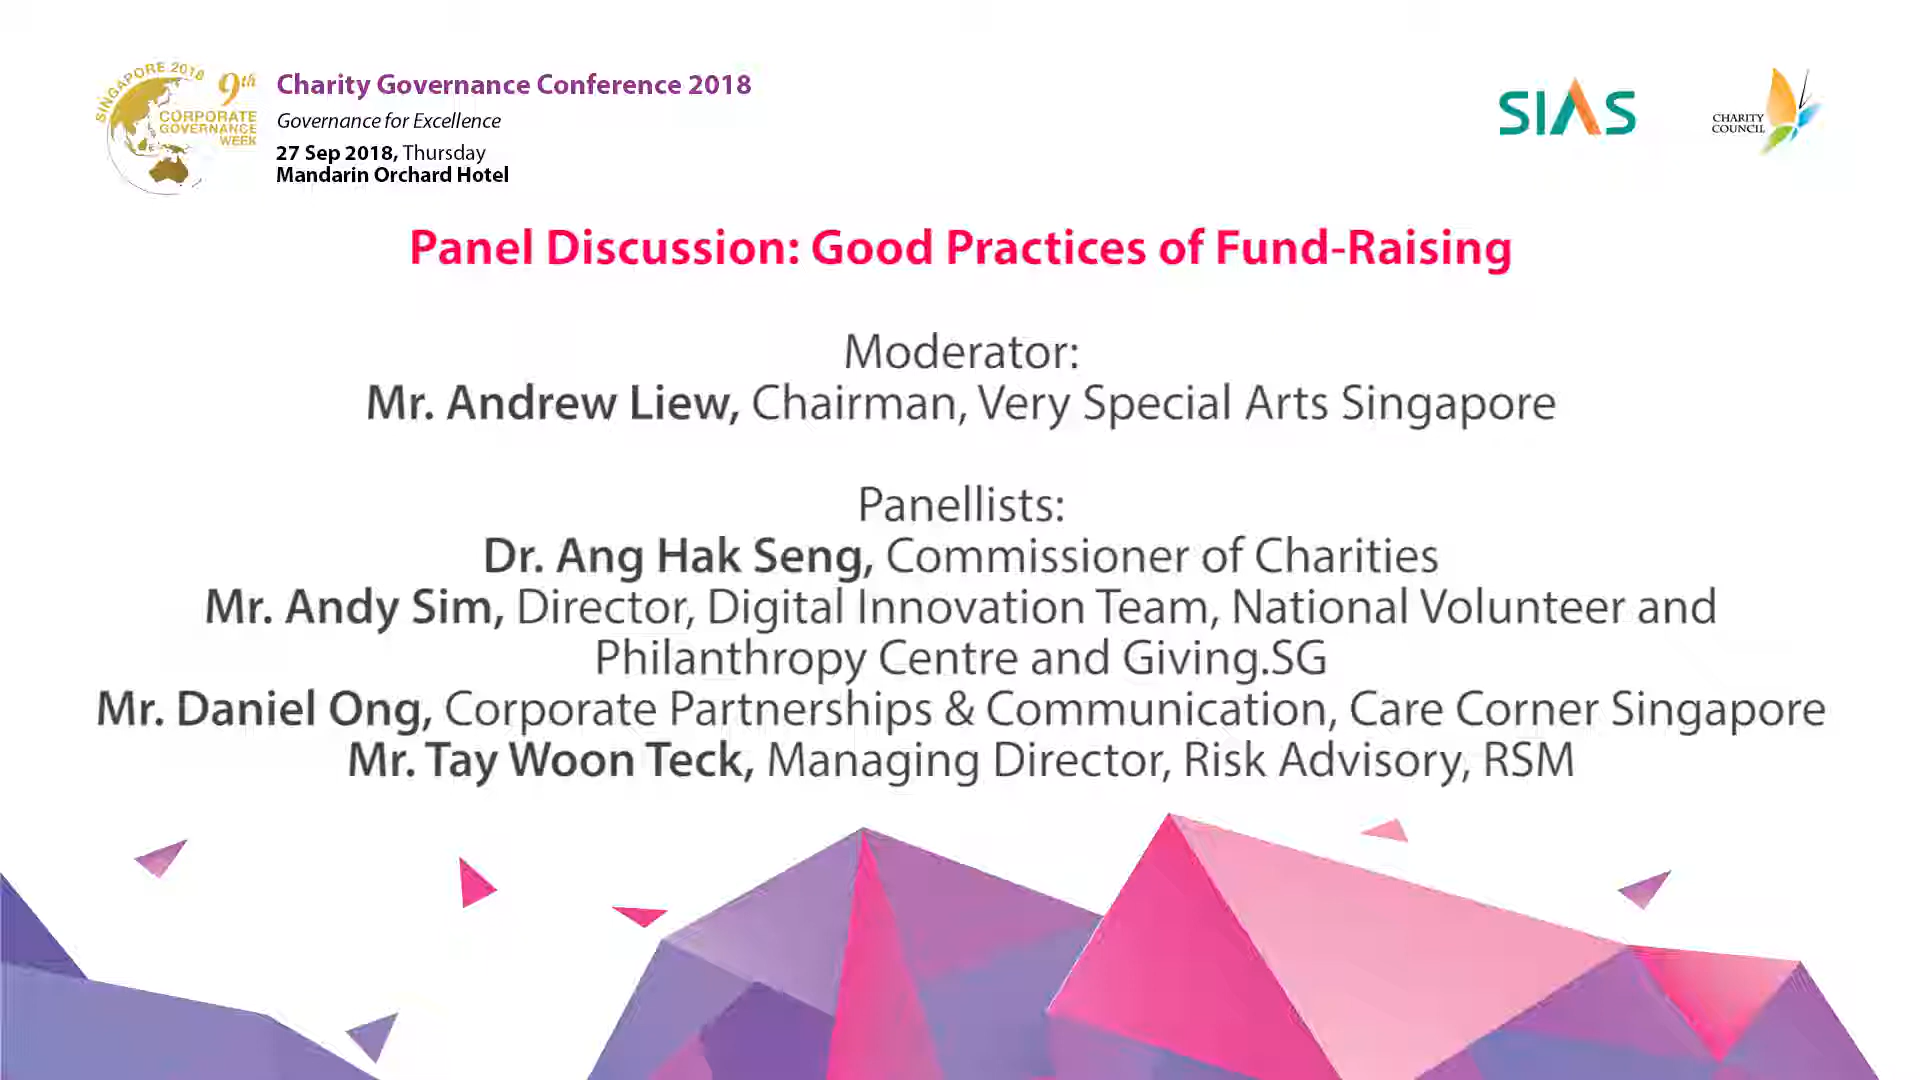 SINGAPORE 2018
9th
CORPORATE
GOVERNANCE
WEEK
Charity Governance Conference 2018
Governance for Excellence
27 Sep 2018, Thursday
Mandarin Orchard Hotel
SIAS
CHARITY
COUNCIL
Panel Discussion: Good Practices of Fund-Raising
Moderator:
Mr. Andrew Liew, Chairman, Very Special Arts Singapore
Panellists:
Dr. Ang Hak Seng, Commissioner of Charities
Mr. Andy Sim, Director, Digital Innovation Team, National Volunteer and
Philanthropy Centre and Giving.SG
Mr. Daniel Ong, Corporate Partnerships & Communication, Care Corner Singapore
Mr. Tay Woon Teck, Managing Director, Risk Advisory, RSM